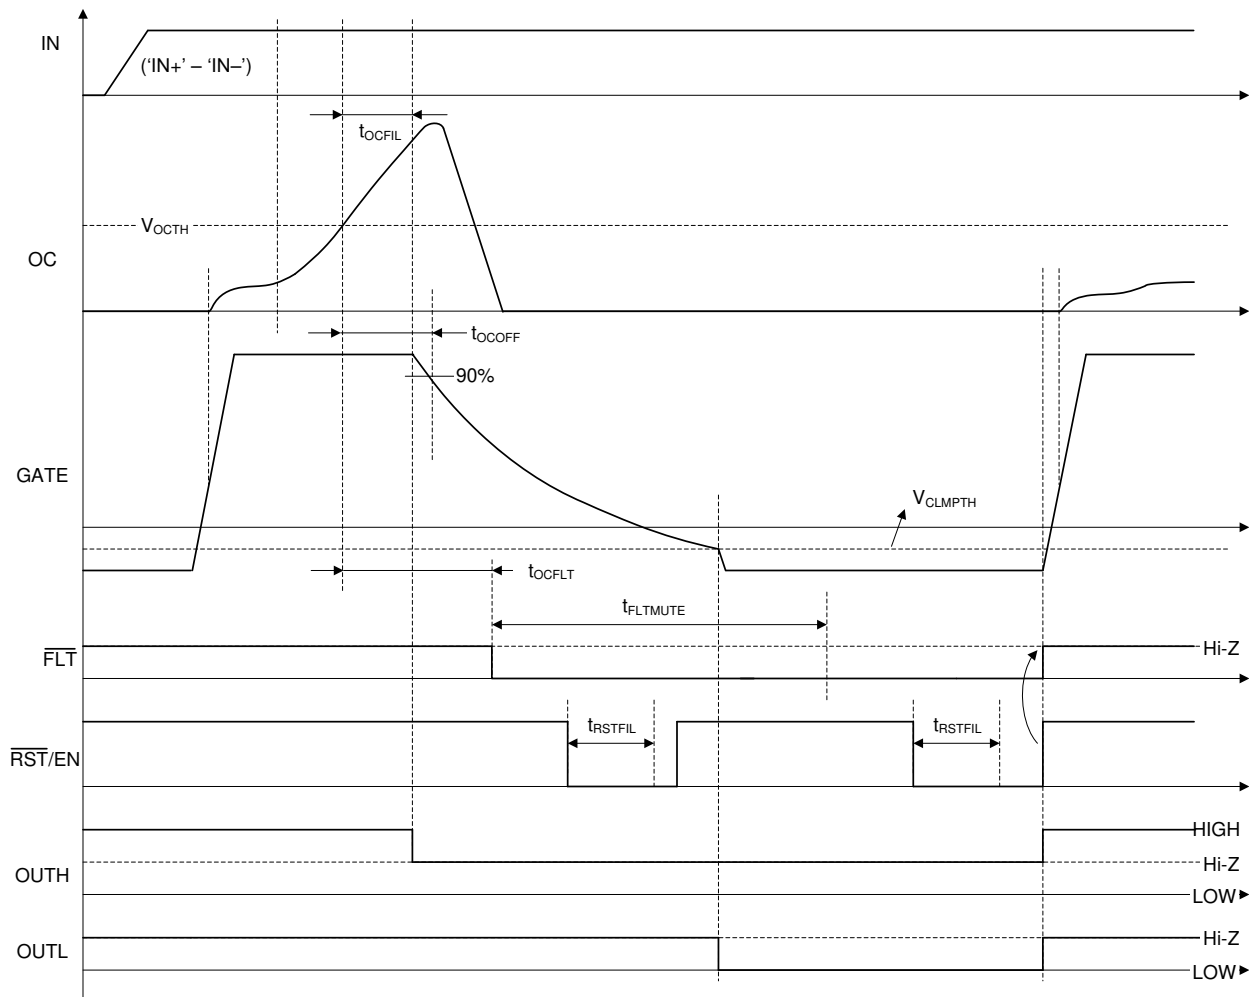 IN
('IN+' – 'IN–')
tOCFIL
VOCTH
OC
tOCOFF
90%
GATE
VCLMPTH
tOCFLT
tFLTMUTE
FLT
Hi-Z
tRSTFIL
tRSTFIL
RST/EN
HIGH
Hi-Z
OUTH
LOW
Hi-Z
OUTL
LOW